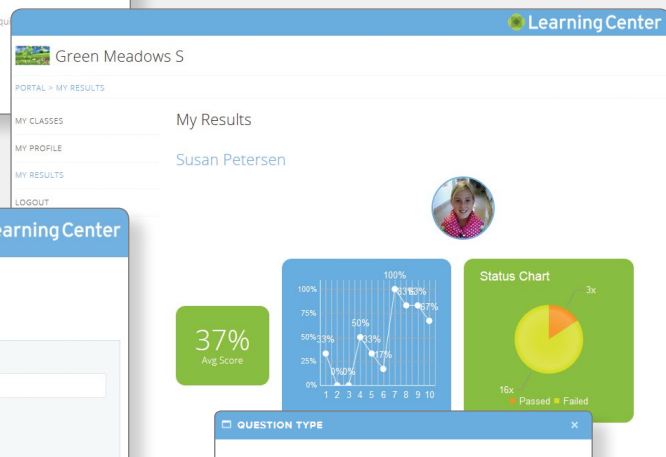 qu
Learning Center
Green Meadows S
PORTAL > MY RESULTS
MY CLASSES
MY PROFILE
MY RESULTS
LOGOUT
My Results
Susan Petersen
earning Center
37%
Avg Score
100%
75%
50%
25%
0%
33%
0%
0%
50%
33%
17%
100%
83%
83%
67%
1 2 3 4 5 6 7 8 9 10
Status Chart
3x
16x
Passed Failed
QUESTION TYPE
×